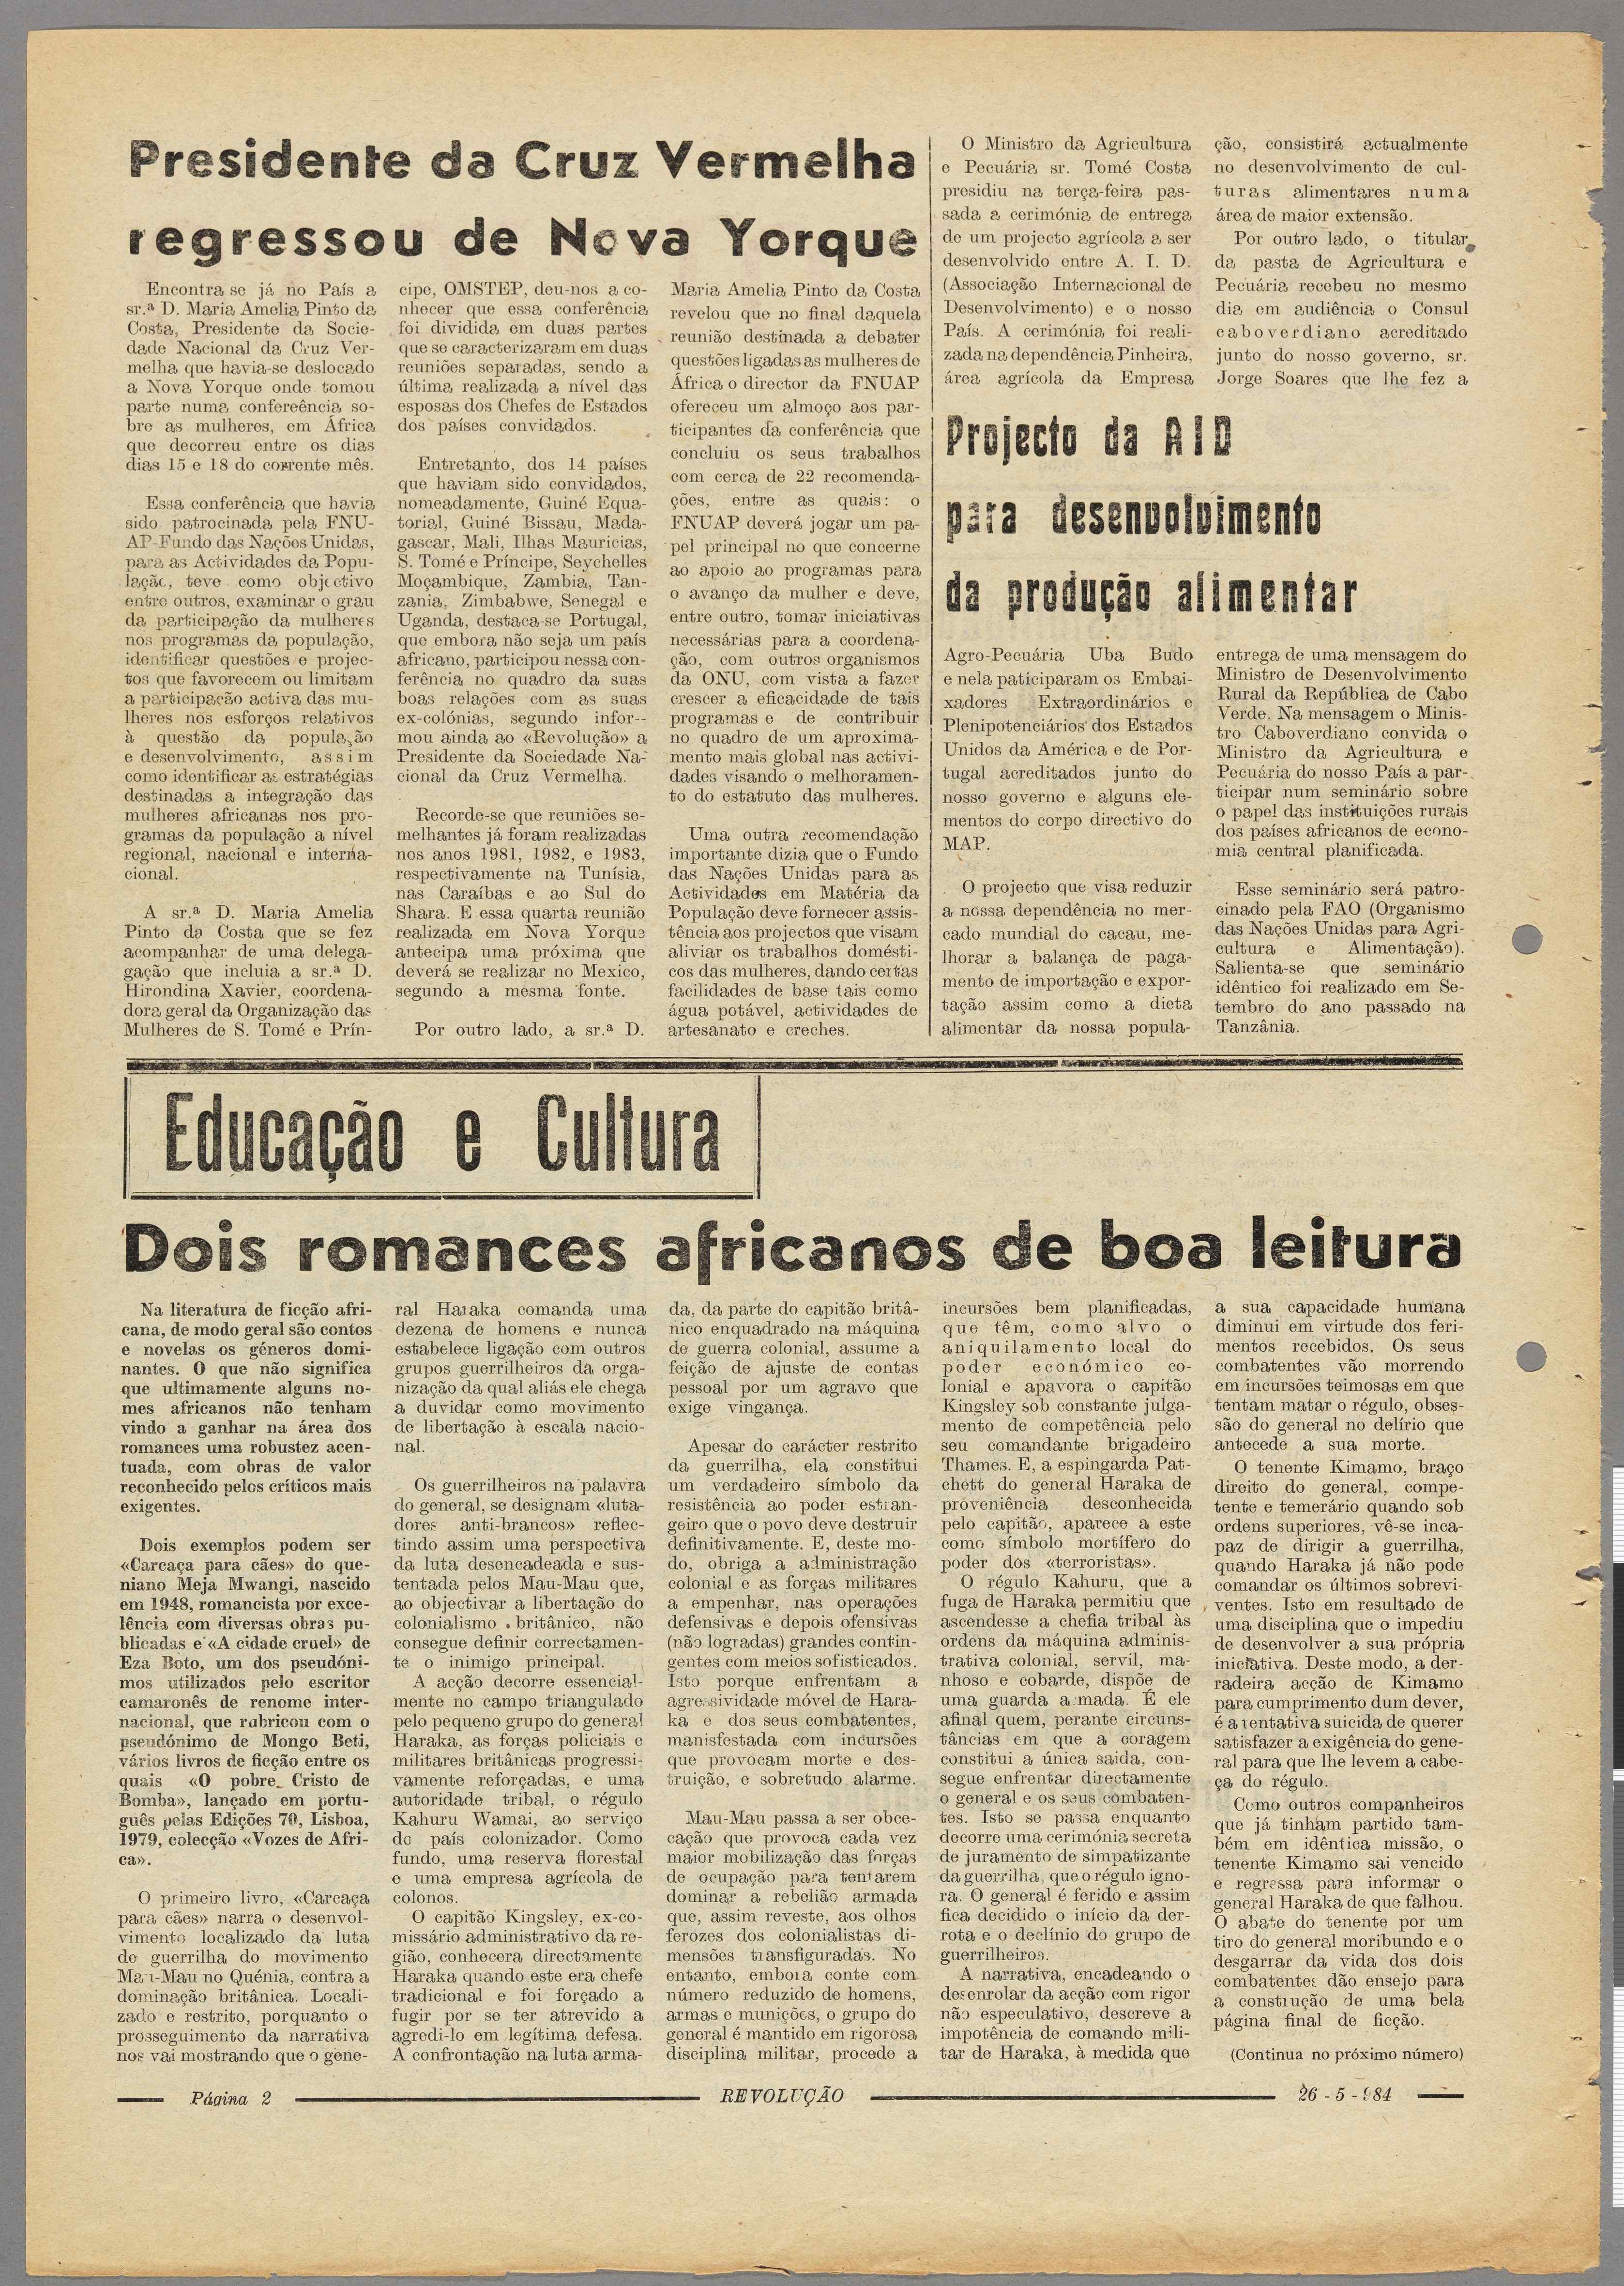 Presidente da Cruz Vermelha
regressou de Nova Yorque
Encontra se já no País a
sr.ª D. Maria Amelia Pinto da
Costa, Presidente da Socie-
dade Nacional da Cruz Ver-
melha que havia-se deslocado
a Nova Yorque onde tomou
parte numa confereência so-
bre as mulheres, em África
que decorreu entre os dias
dias 15 e 18 do corrente mês.
Essa conferência que havia
sido patrocinada pela FNU-
AP-Fundo das Nações Unidas,
para as Actividades da Popu-
lação, teve como objectivo
entre outros, examinar o grau
da participação da mulheres
nos programas da população,
identificar questões e projec-
tos que favorecem ou limitam
a participação activa das mu-
lheres nos esforços relativos
à questão da população
e desenvolvimento, assim
como identificar as estratégias
destinadas a integração das
mulheres africanas nos pro-
gramas da população a nível
regional, nacional e interna-
cional.
A sr.ª D. Maria Amelia
Pinto da Costa que se fez
acompanhar de uma delega-
gação que incluia a sr.ª D.
Hirondina Xavier, coordena-
dora geral da Organização das
Mulheres de S. Tomé e Prín-
cipe, OMSTEP, deu-nos a co-
nhecer que essa conferência
foi dividida em duas partes
que se caracterizaram em duas
reuniões separadas, sendo a
última realizada a nível das
esposas dos Chefes de Estados
dos países convidados.
Entretanto, dos 14 países
que haviam sido convidados,
nomeadamente, Guiné Equa-
torial, Guiné Bissau, Mada-
gascar, Mali, Ilhas Mauricias,
S. Tomé e Príncipe, Seychelles
Moçambique, Zambia, Tan-
zania, Zimbabwe, Senegal e
Uganda, destaca-se Portugal,
que embora não seja um país
africano, participou nessa con-
ferência no quadro da suas
boas relações com as suas
ex-colónias, segundo infor--
mou ainda ao «Revolução» a
Presidente da Sociedade Na-
cional da Cruz Vermelha.
Recorde-se que reuniões se-
melhantes já foram realizadas
nos anos 1981, 1982, e 1983,
respectivamente na Tunísia,
nas Caraíbas e ao Sul do
Shara. E essa quarta reunião
realizada em Nova Yorque
antecipa uma próxima que
deverá se realizar no Mexico,
segundo a mesma fonte.
Por outro lado, a sr.ª D.
Maria Amelia Pinto da Costa
revelou que no final daquela
reunião destinada a debater
questões ligadas as mulheres de
África o director da FNUAP
ofereceu um almoço aos par-
ticipantes da conferência que
concluiu os seus trabalhos
com cerca de 22 recomenda-
ções, entre as quais: o
FNUAP deverá jogar um pa-
pel principal no que concerne
ao apoio ao programas para
o avanço da mulher e deve,
entre outro, tomar iniciativas
necessárias para a coordena-
ção, com outros organismos
da ONU, com vista a fazer
crescer a eficacidade de tais
programas e de contribuir
no quadro de um aproxima-
mento mais global nas activi-
dades visando o melhoramen-
to do estatuto das mulheres.
Uma outra recomendação
importante dizia que o Fundo
das Nações Unidas para as
Actividades em Matéria da
População deve fornecer assis-
tência aos projectos que visam
aliviar os trabalhos domésti-
cos das mulheres, dando certas
facilidades de base tais como
água potável, actividades de
artesanato e creches.
O Ministro da Agricultura
e Pecuária sr. Tomé Costa
presidiu na terça-feira pas-
sada a cerimónia de entrega
de um projecto agrícola a ser
desenvolvido entre A. I. D.
(Associação Internacional de
Desenvolvimento) e o nosso
País. A cerimónia foi reali-
zada na dependência Pinheira,
área agrícola da Empresa
ção, consistirá actualmente
no desenvolvimento de cul-
turas alimentares numa
área de maior extensão.
Por outro lado, o titular
da pasta de Agricultura e
Pecuária recebeu no mesmo
dia em audiência o Consul
caboverdiano acreditado
junto do nosso governo, sr.
Jorge Soares que lhe fez a
Projecto da AID
para desenvolvimento
da produção alimentar
Agro-Pecuária Uba Budo
e nela paticiparam os Embai-
xadores Extraordinários e
Plenipotenciários dos Estados
Unidos da América e de Por-
tugal acreditados junto do
nosso governo e alguns ele-
mentos do corpo directivo do
MAP.
O projecto que visa reduzir
a nossa dependência no mer-
cado mundial do cacau, me-
lhorar a balança de paga-
mento de importação e expor-
tação assim como a dieta
alimentar da nossa popula-
entrega de uma mensagem do
Ministro de Desenvolvimento
Rural da República de Cabo
Verde. Na mensagem o Minis-
tro Caboverdiano convida o
Ministro da Agricultura e
Pecuária do nosso País a par-
ticipar num seminário sobre
o papel das instituições rurais
dos países africanos de econo-
mia central planificada.
Esse seminário será patro-
cinado pela FAO (Organismo
das Nações Unidas para Agri-
cultura e Alimentação).
Salienta-se que seminário
idêntico foi realizado em Se-
tembro do ano passado na
Tanzânia.
Educação e Cultura
Dois romances africanos de boa leitura
Na literatura de ficção afri-
cana, de modo geral são contos
e novelas os géneros domi-
nantes. O que não significa
que ultimamente alguns no-
mes africanos não tenham
vindo a ganhar na área dos
romances uma robustez acen-
tuada, com obras de valor
reconhecido pelos críticos mais
exigentes.
Dois exemplos podem ser
«Carcaça para cães» do que-
niano Meja Mwangi, nascido
em 1948, romancista por exce-
lência com diversas obras pu-
blicadas e «A cidade cruel» de
Eza Boto, um dos pseudóni-
mos utilizados pelo escritor
camaronês de renome inter-
nacional, que rubricou com o
pseudónimo de Mongo Beti,
vários livros de ficção entre os
quais «O pobre Cristo de
Bomba», lançado em portu-
guês pelas Edições 70, Lisboa,
1979, colecção «Vozes de Afri-
ca».
O primeiro livro, «Carcaça
para cães» narra o desenvol-
vimento localizado da luta
de guerrilha do movimento
Mau-Mau no Quénia, contra a
dominação britânica. Locali-
zado e restrito, porquanto o
prosseguimento da narrativa
nos vai mostrando que o gene-
ral Haraka comanda uma
dezena de homens e nunca
estabelece ligação com outros
grupos guerrilheiros da orga-
nização da qual aliás ele chega
a duvidar como movimento
de libertação à escala nacio-
nal.
Os guerrilheiros na palavra
do general, se designam «luta-
dores anti-brancos» reflec-
tindo assim uma perspectiva
da luta desencadeada e sus-
tentada pelos Mau-Mau que,
ao objectivar a libertação do
colonialismo britânico, não
consegue definir correctamen-
te o inimigo principal.
A acção decorre essencial-
mente no campo triangulado
pelo pequeno grupo do general
Haraka, as forças policiais e
militares britânicas progressi-
vamente reforçadas, e uma
autoridade tribal, o régulo
Kahuru Wamai, ao serviço
do país colonizador. Como
fundo, uma reserva florestal
e uma empresa agrícola de
colonos.
O capitão Kingsley, ex-co-
missário administrativo da re-
gião, conhecera directamente
Haraka quando este era chefe
tradicional e foi forçado a
fugir por se ter atrevido a
agredi-lo em legítima defesa.
A confrontação na luta arma-
da, da parte do capitão britâ-
nico enquadrado na máquina
de guerra colonial, assume a
feição de ajuste de contas
pessoal por um agravo que
exige vingança.
Apesar do carácter restrito
da guerrilha, ela constitui
um verdadeiro símbolo da
resistência ao poder estran-
geiro que o povo deve destruir
definitivamente. E, deste mo-
do, obriga a administração
colonial e as forças militares
a empenhar, nas operações
defensivas e depois ofensivas
(não logradas) grandes contin-
gentes com meios sofisticados.
Isto porque enfrentam a
agressividade móvel de Hara-
ka e dos seus combatentes,
manisfestada com incursões
que provocam morte e des-
truição, e sobretudo alarme.
Mau-Mau passa a ser obce-
cação que provoca cada vez
maior mobilização das forças
de ocupação para tentarem
dominar a rebelião armada
que, assim reveste, aos olhos
ferozes dos colonialistas di-
mensões transfiguradas. No
entanto, embora conte com
número reduzido de homens,
armas e munições, o grupo do
general é mantido em rigorosa
disciplina militar, procede a
incursões bem planificadas,
que têm, como alvo o
aniquilamento local do
poder económico co-
lonial e apavora o capitão
Kingsley sob constante julga-
mento de competência pelo
seu comandante brigadeiro
Thames. E, a espingarda Pat-
chett do general Haraka de
proveniência desconhecida
pelo capitão, aparece a este
como símbolo mortífero do
poder dos «terroristas».
O régulo Kahuru, que a
fuga de Haraka permitiu que
ascendesse a chefia tribal às
ordens da máquina adminis-
trativa colonial, servil, ma-
nhoso e cobarde, dispõe de
uma guarda armada. É ele
afinal quem, perante circuns-
tâncias em que a coragem
constitui a única saida, con-
segue enfrentar directamente
o general e os seus combaten-
tes. Isto se passa enquanto
decorre uma cerimónia secreta
de juramento de simpatizante
da guerrilha, que o régulo igno-
ra. O general é ferido e assim
fica decidido o início da der-
rota e o declínio do grupo de
guerrilheiros.
A narrativa, encadeando o
desenrolar da acção com rigor
não especulativo, descreve a
impotência de comando mili-
tar de Haraka, à medida que
a sua capacidade humana
diminui em virtude dos feri-
mentos recebidos. Os seus
combatentes vão morrendo
em incursões teimosas em que
tentam matar o régulo, obses-
são do general no delírio que
antecede a sua morte.
O tenente Kimamo, braço
direito do general, compe-
tente e temerário quando sob
ordens superiores, vê-se inca-
paz de dirigir a guerrilha,
quando Haraka já não pode
comandar os últimos sobrevi-
ventes. Isto em resultado de
uma disciplina que o impediu
de desenvolver a sua própria
iniciativa. Deste modo, a der-
radeira acção de Kimamo
para cumprimento dum dever,
é a tentativa suicida de querer
satisfazer a exigência do gene-
ral para que lhe levem a cabe-
ça do régulo.
Como outros companheiros
que já tinham partido tam-
bém em idêntica missão, o
tenente Kimamo sai vencido
e regressa para informar o
general Haraka de que falhou.
O abate do tenente por um
tiro do general moribundo e o
desgarrar da vida dos dois
combatentes dão ensejo para
a construção de uma bela
página final de ficção.
(Continua no próximo número)
Página 2
REVOLUÇÃO
26 - 5 - 984